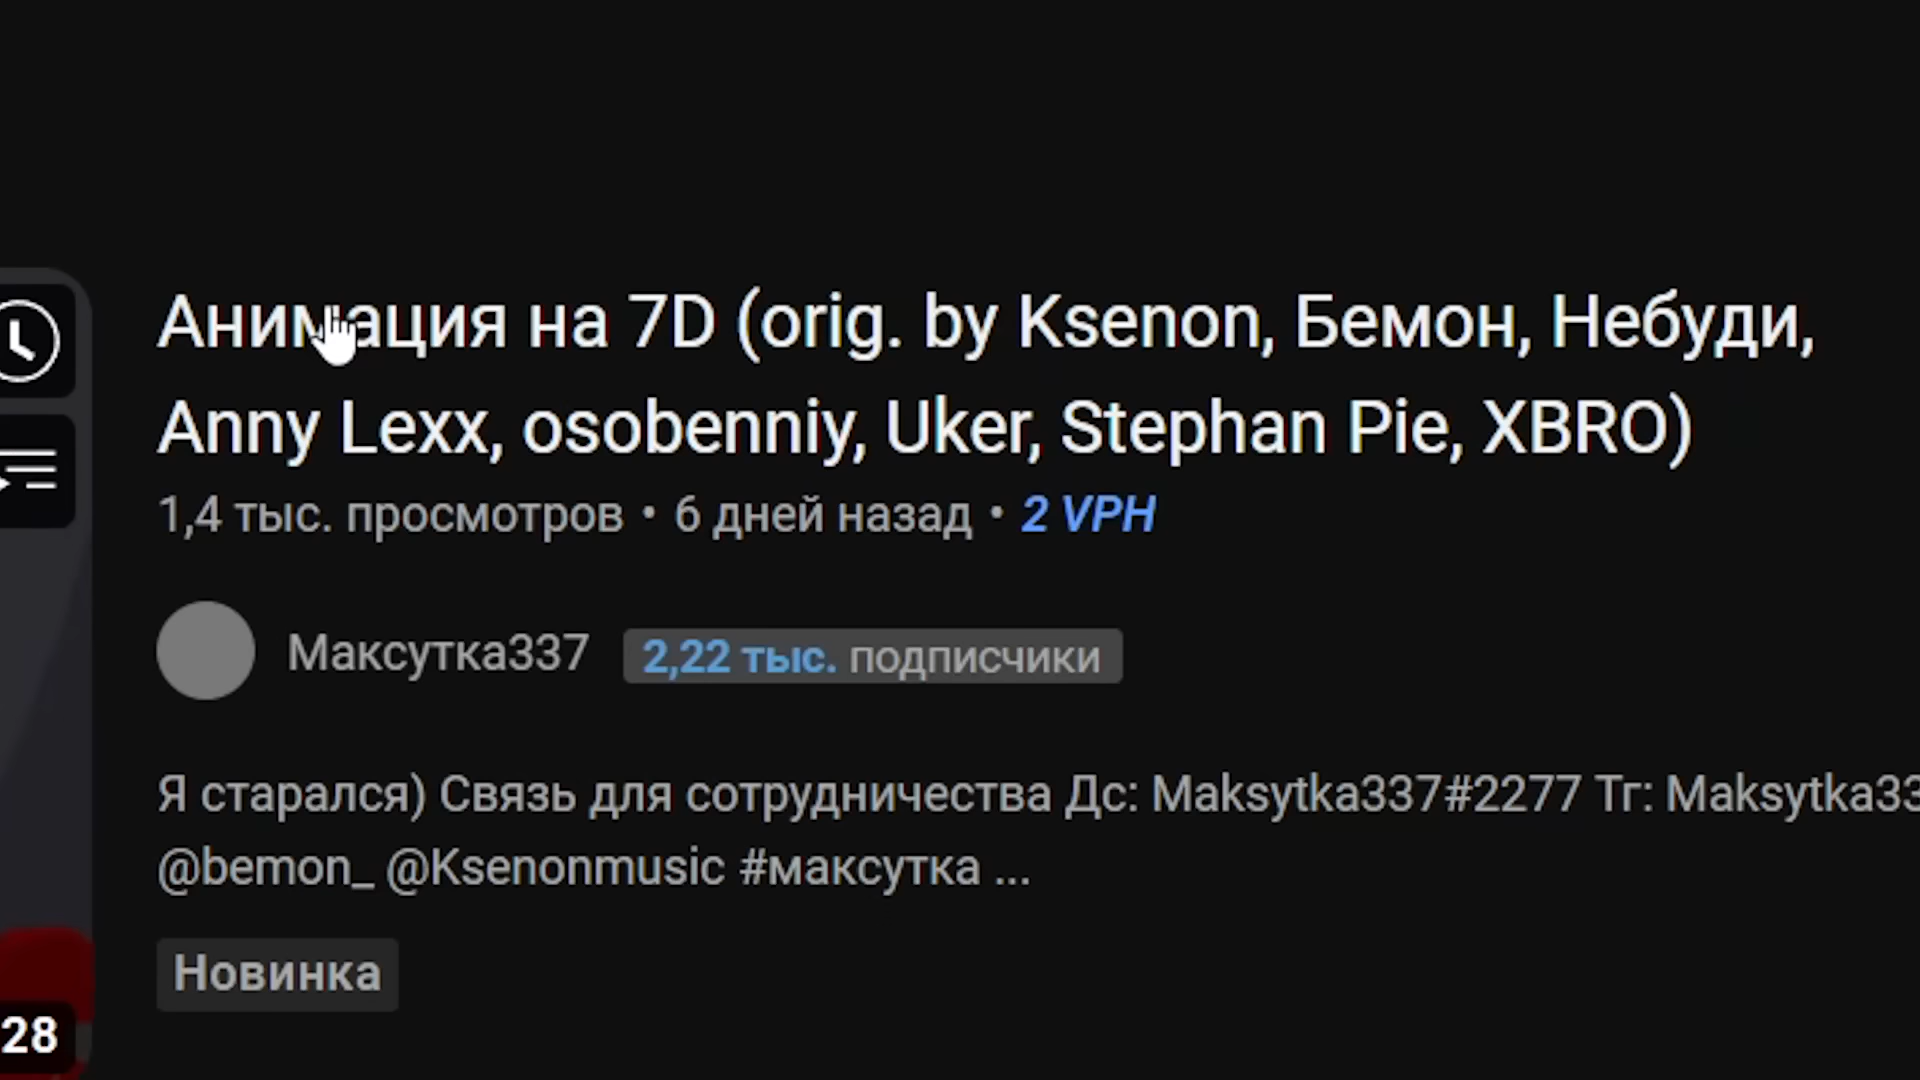 Анимация на 7D (orig. by Ksenon, Бемон, Небуди,
Anny Lexx, osobenniy, Uker, Stephan Pie, XBRO)
1,4 тыс. просмотров • 6 дней назад • 2 VPH
Максутка337 2,22 тыс. подписчики
Я старался) Связь для сотрудничества Дс: Maksytka337#2277 Тг: Maksytka33
@bemon_ @Ksenonmusic #максутка ...
Новинка
28